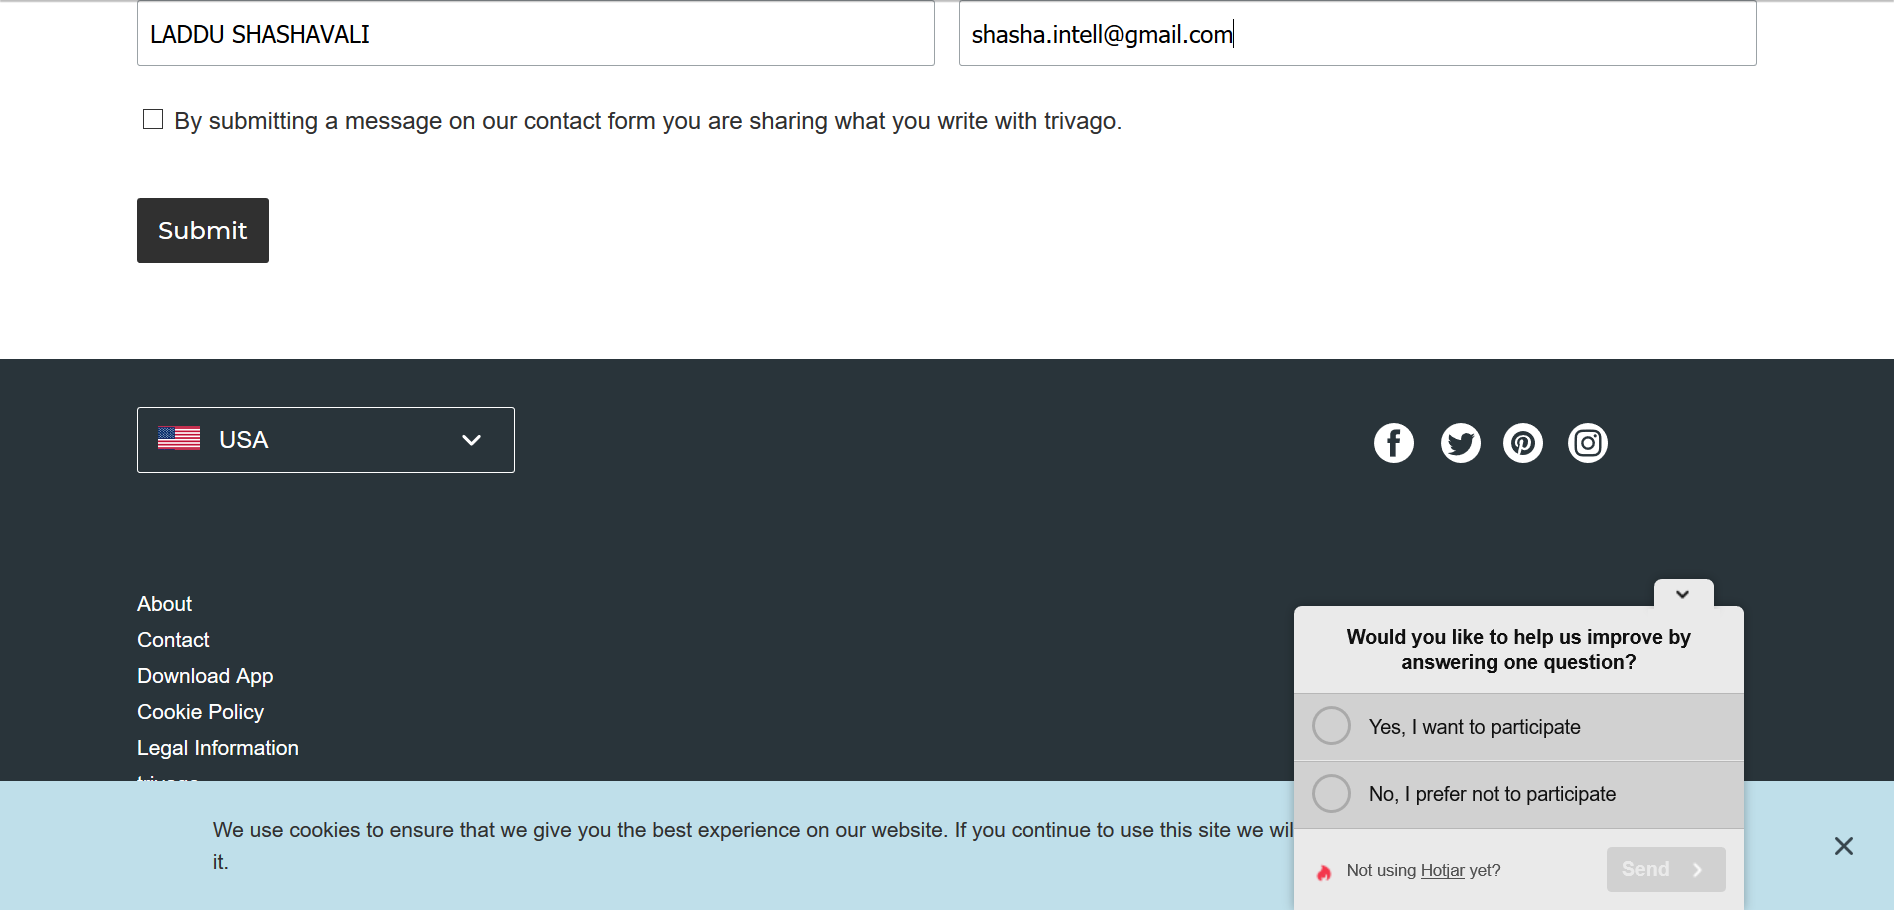 LADDU SHASHAVALI
shasha.intell@gmail.com
By submitting a message on our contact form you are sharing what you write with trivago.
Submit
USA
About
Contact
Download App
Cookie Policy
Legal Information
Would you like to help us improve by
answering one question?
Yes, I want to participate
No, I prefer not to participate
Not using Hotjar yet?
Send
We use cookies to ensure that we give you the best experience on our website. If you continue to use this site we
it.